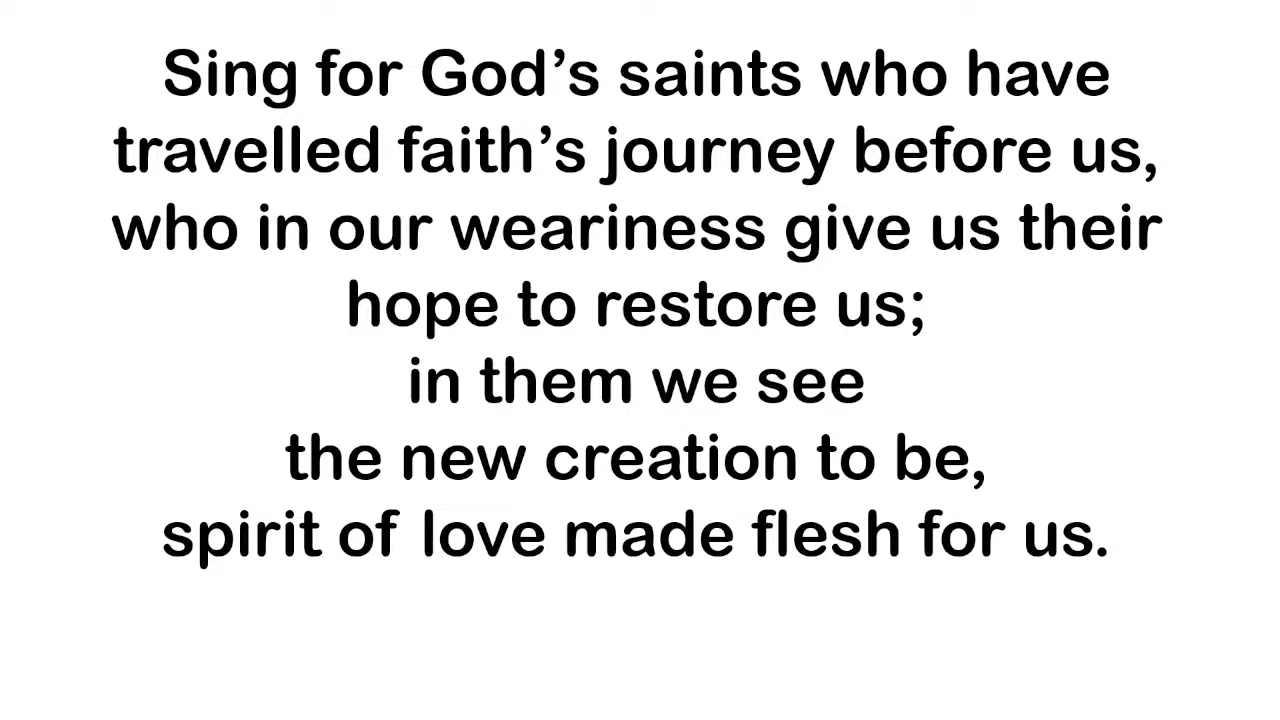 Sing for God’s saints who have
travelled faith’s journey before us,
who in our weariness give us their
hope to restore us;
in them we see
the new creation to be,
spirit of love made flesh for us.